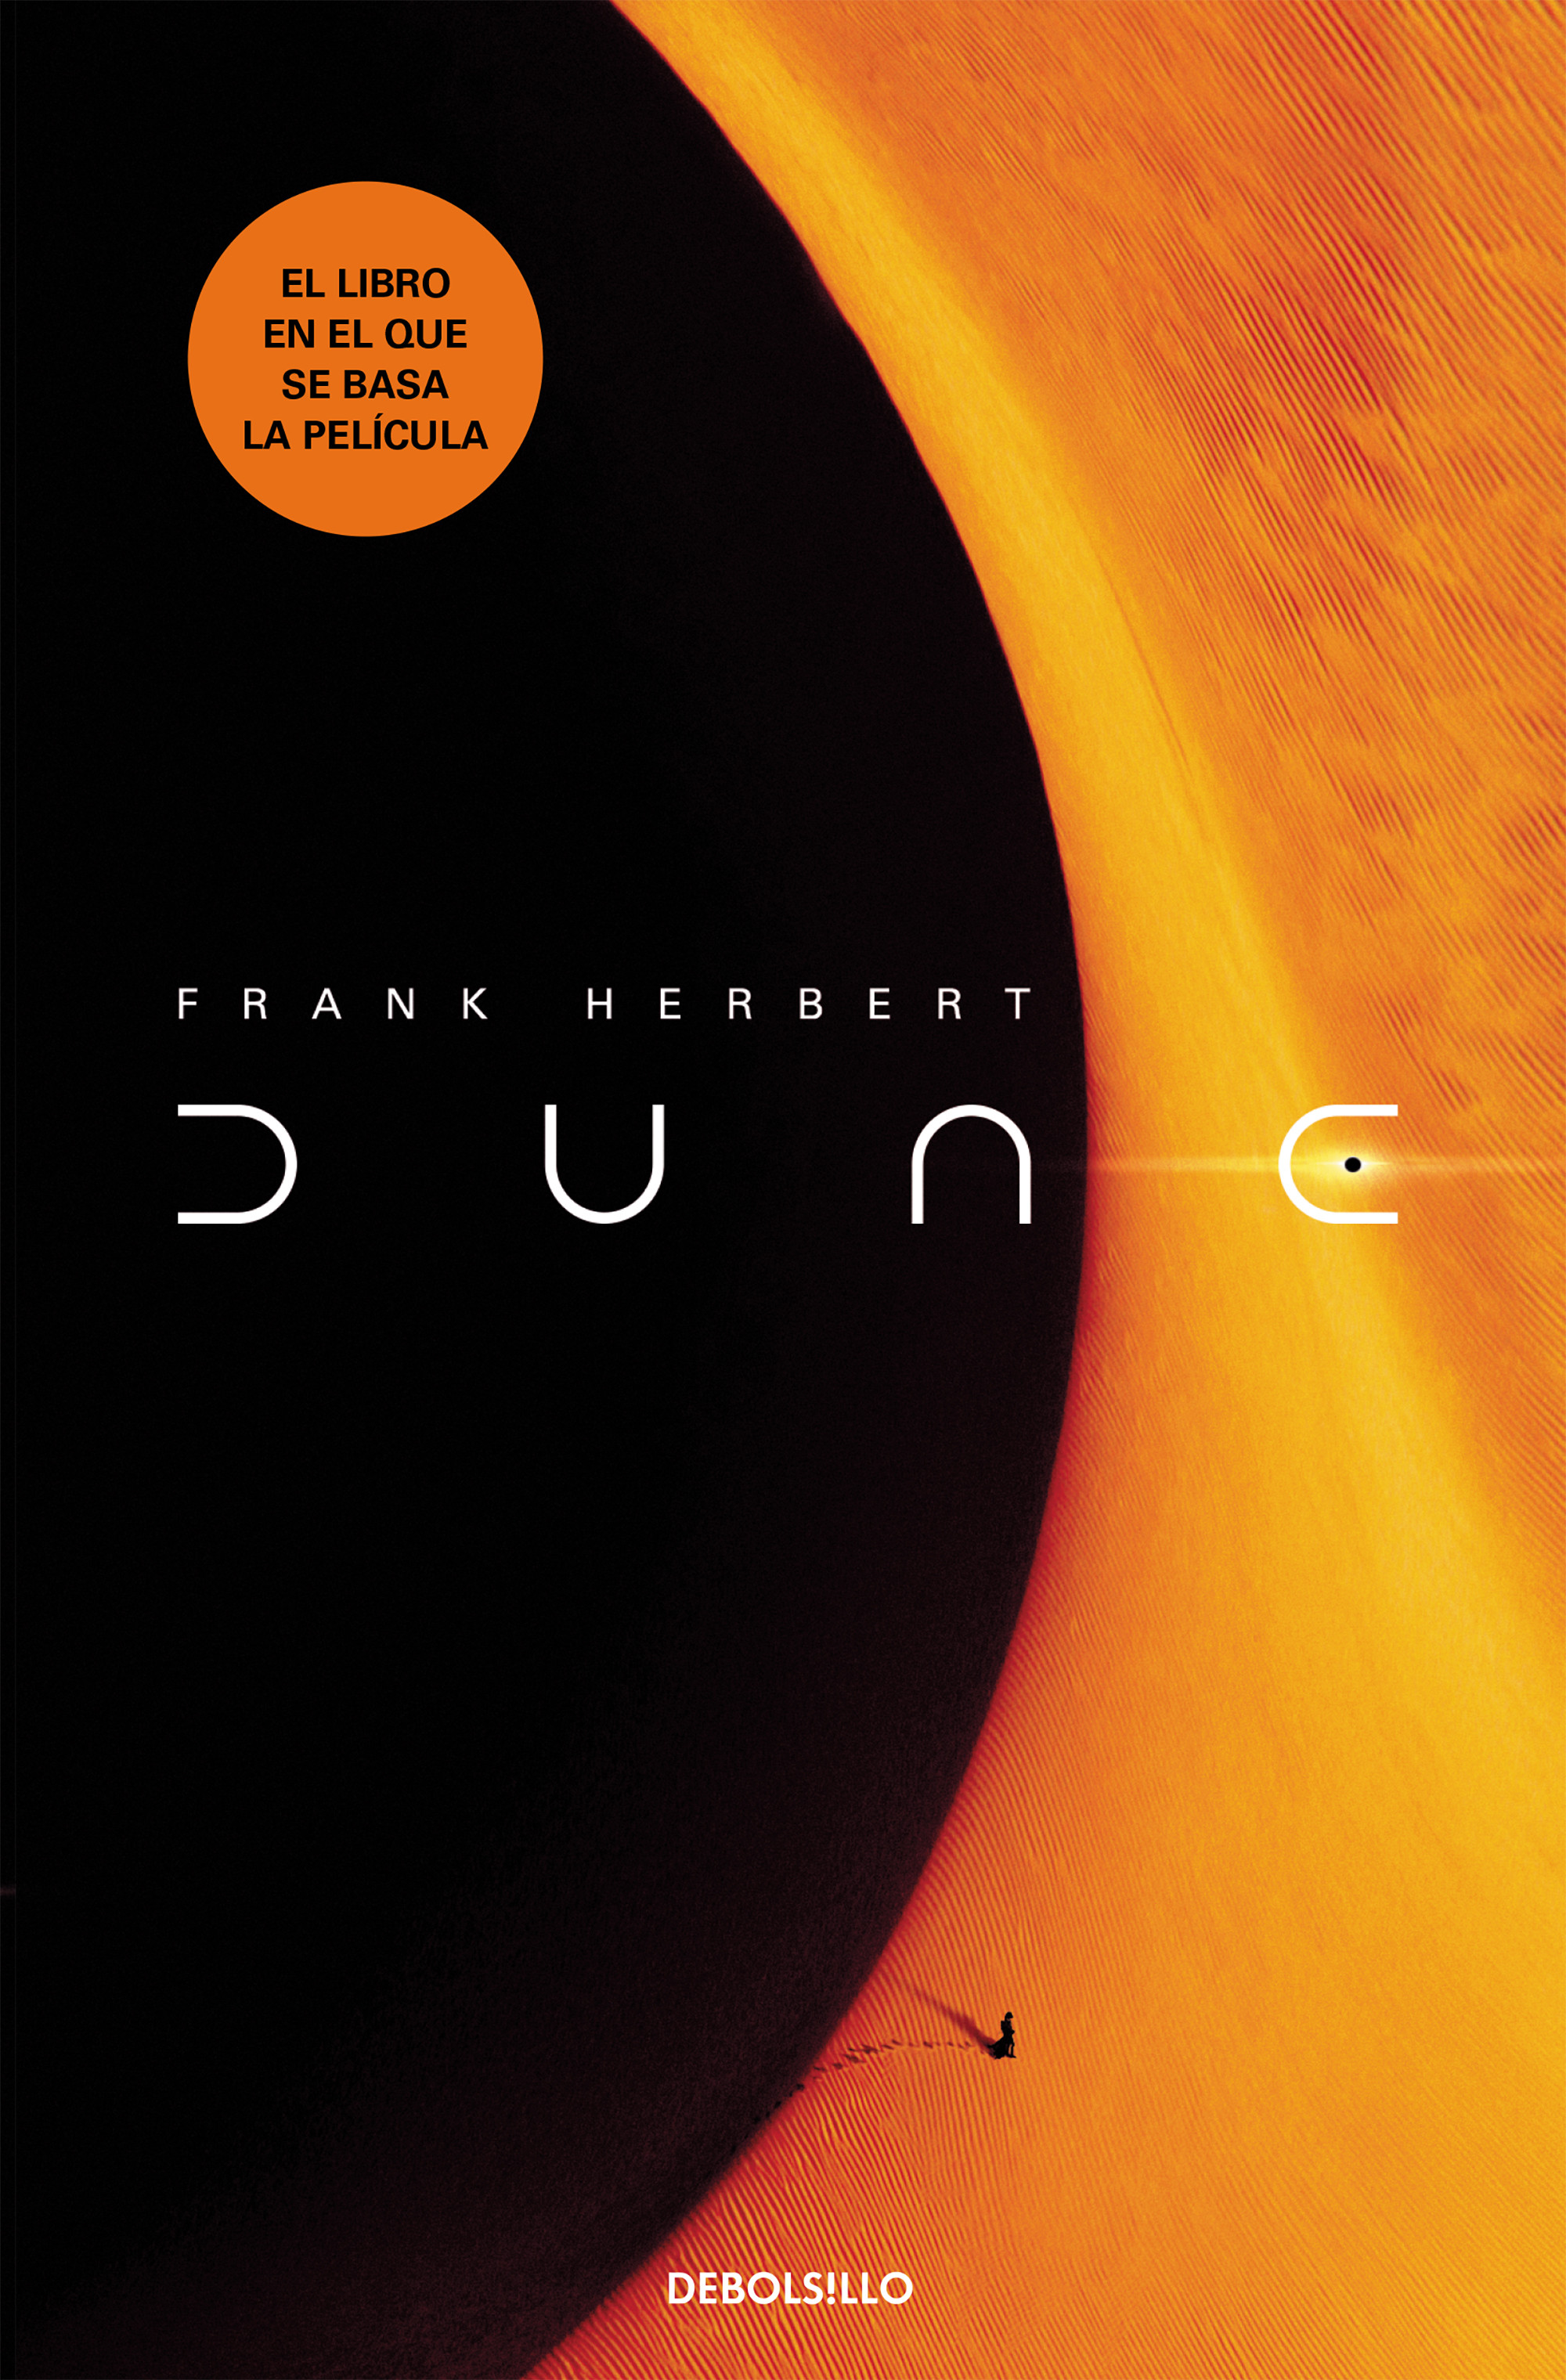 EL LIBRO
EN EL QUE
SE BASA
LA PELÍCULA
FRANK HERBERT
DUNE
DEBOLS!LLO